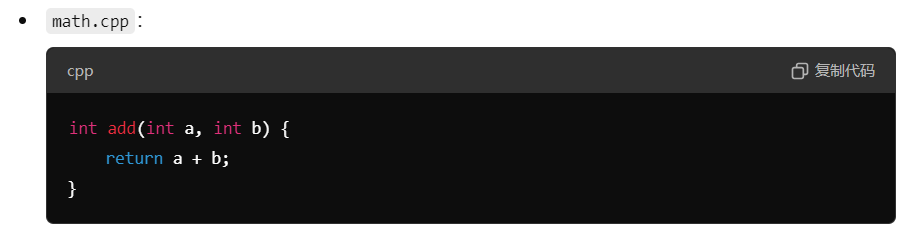 math.cpp：
cpp 复制代码
int add(int a, int b) {
    return a + b;
}